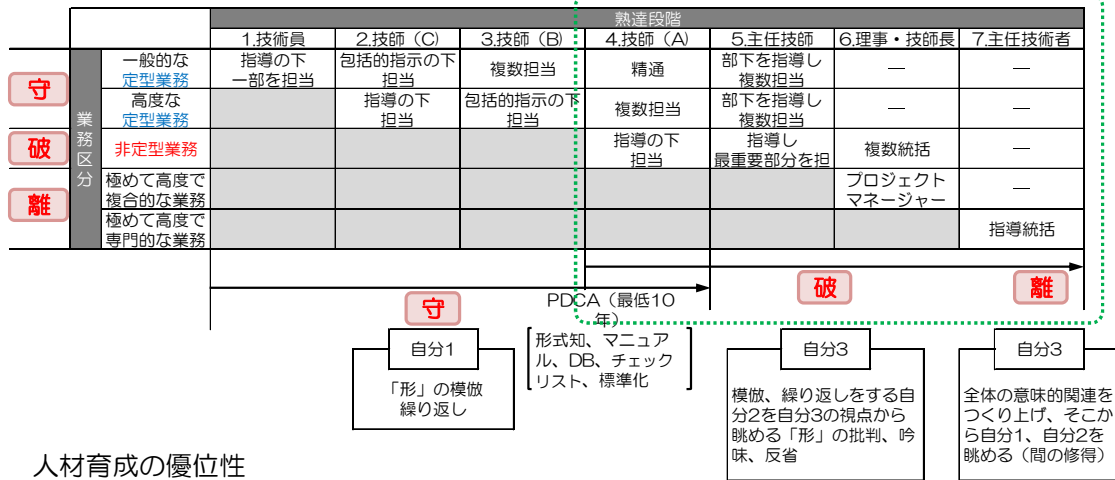 熟達段階
1.技術員 2.技師（C） 3.技師（B） 4.技師（A） 5.主任技師 6.理事・技師長 7.主任技術者
業務区分
守
一般的な
定型業務
指導の下
一部を担当
包括的指示の下
担当
複数担当
精通
部下を指導し
複数担当
―
―
高度な
定型業務
指導の下
担当
包括的指示の下
担当
複数担当
部下を指導し
複数担当
―
―
破
非定型業務
指導の下
担当
指導し
最重要部分を担
複数統括
―
離
極めて高度で
複合的な業務
プロジェクト
マネージャー
―
極めて高度で
専門的な業務
指導統括
守
破
離
PDCA（最低10
年）
自分1
「形」の模倣
繰り返し
形式知、マニュア
ル、DB、チェック
リスト、標準化
自分3
模倣、繰り返しをする自
分2を自分3の視点から
眺める「形」の批判、吟
味、反省
自分3
全体の意味的関連を
つくり上げ、そこか
ら自分1、自分2を
眺める（間の修得）
人材育成の優位性